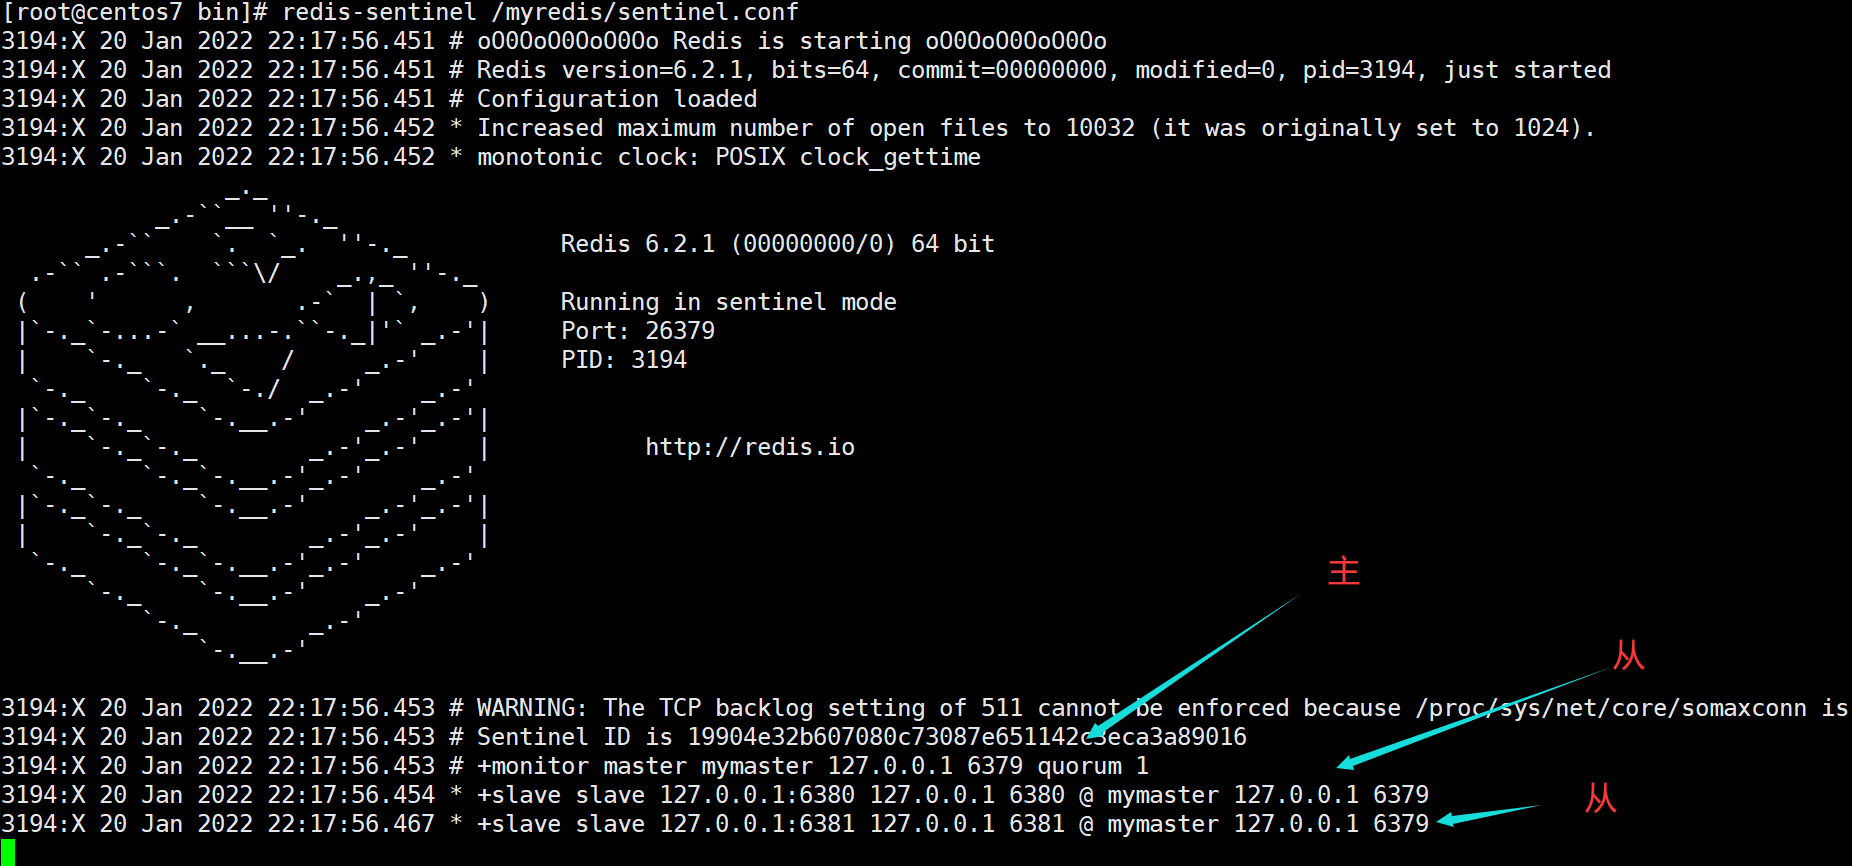 [root@centos7 bin]# redis-sentinel /myredis/sentinel.conf
3194:X 20 Jan 2022 22:17:56.451 # oO0OoO0OoO0Oo Redis is starting oO0OoO0OoO0Oo
3194:X 20 Jan 2022 22:17:56.451 # Redis version=6.2.1, bits=64, commit=00000000, modified=0, pid=3194, just started
3194:X 20 Jan 2022 22:17:56.451 # Configuration loaded
3194:X 20 Jan 2022 22:17:56.452 * Increased maximum number of open files to 10032 (it was originally set to 1024).
3194:X 20 Jan 2022 22:17:56.452 * monotonic clock: POSIX clock_gettime
Redis 6.2.1 (00000000/0) 64 bit
Running in sentinel mode
Port: 26379
PID: 3194
http://redis.io
主
从
3194:X 20 Jan 2022 22:17:56.453 # WARNING: The TCP backlog setting of 511 cannot be enforced because /proc/sys/net/core/somaxconn is
3194:X 20 Jan 2022 22:17:56.453 # Sentinel ID is 19904e32b607080c73087e651142c3eca3a89016
3194:X 20 Jan 2022 22:17:56.453 # +monitor master mymaster 127.0.0.1 6379 quorum 1
3194:X 20 Jan 2022 22:17:56.454 * +slave slave 127.0.0.1:6380 127.0.0.1 6380 @ mymaster 127.0.0.1 6379
从
3194:X 20 Jan 2022 22:17:56.467 * +slave slave 127.0.0.1:6381 127.0.0.1 6381 @ mymaster 127.0.0.1 6379